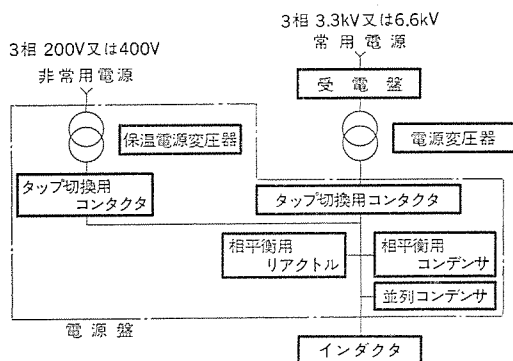 3相 3.3kV又は6.6kV
常用電源
3相 200V又は400V
非常用電源
受電盤
保温電源変圧器
電源変圧器
タップ切換用
コンタクタ
タップ切換用コンタクタ
相平衡用
リアクトル
相平衡用
コンデンサ
並列コンデンサ
電源盤
インダクタ